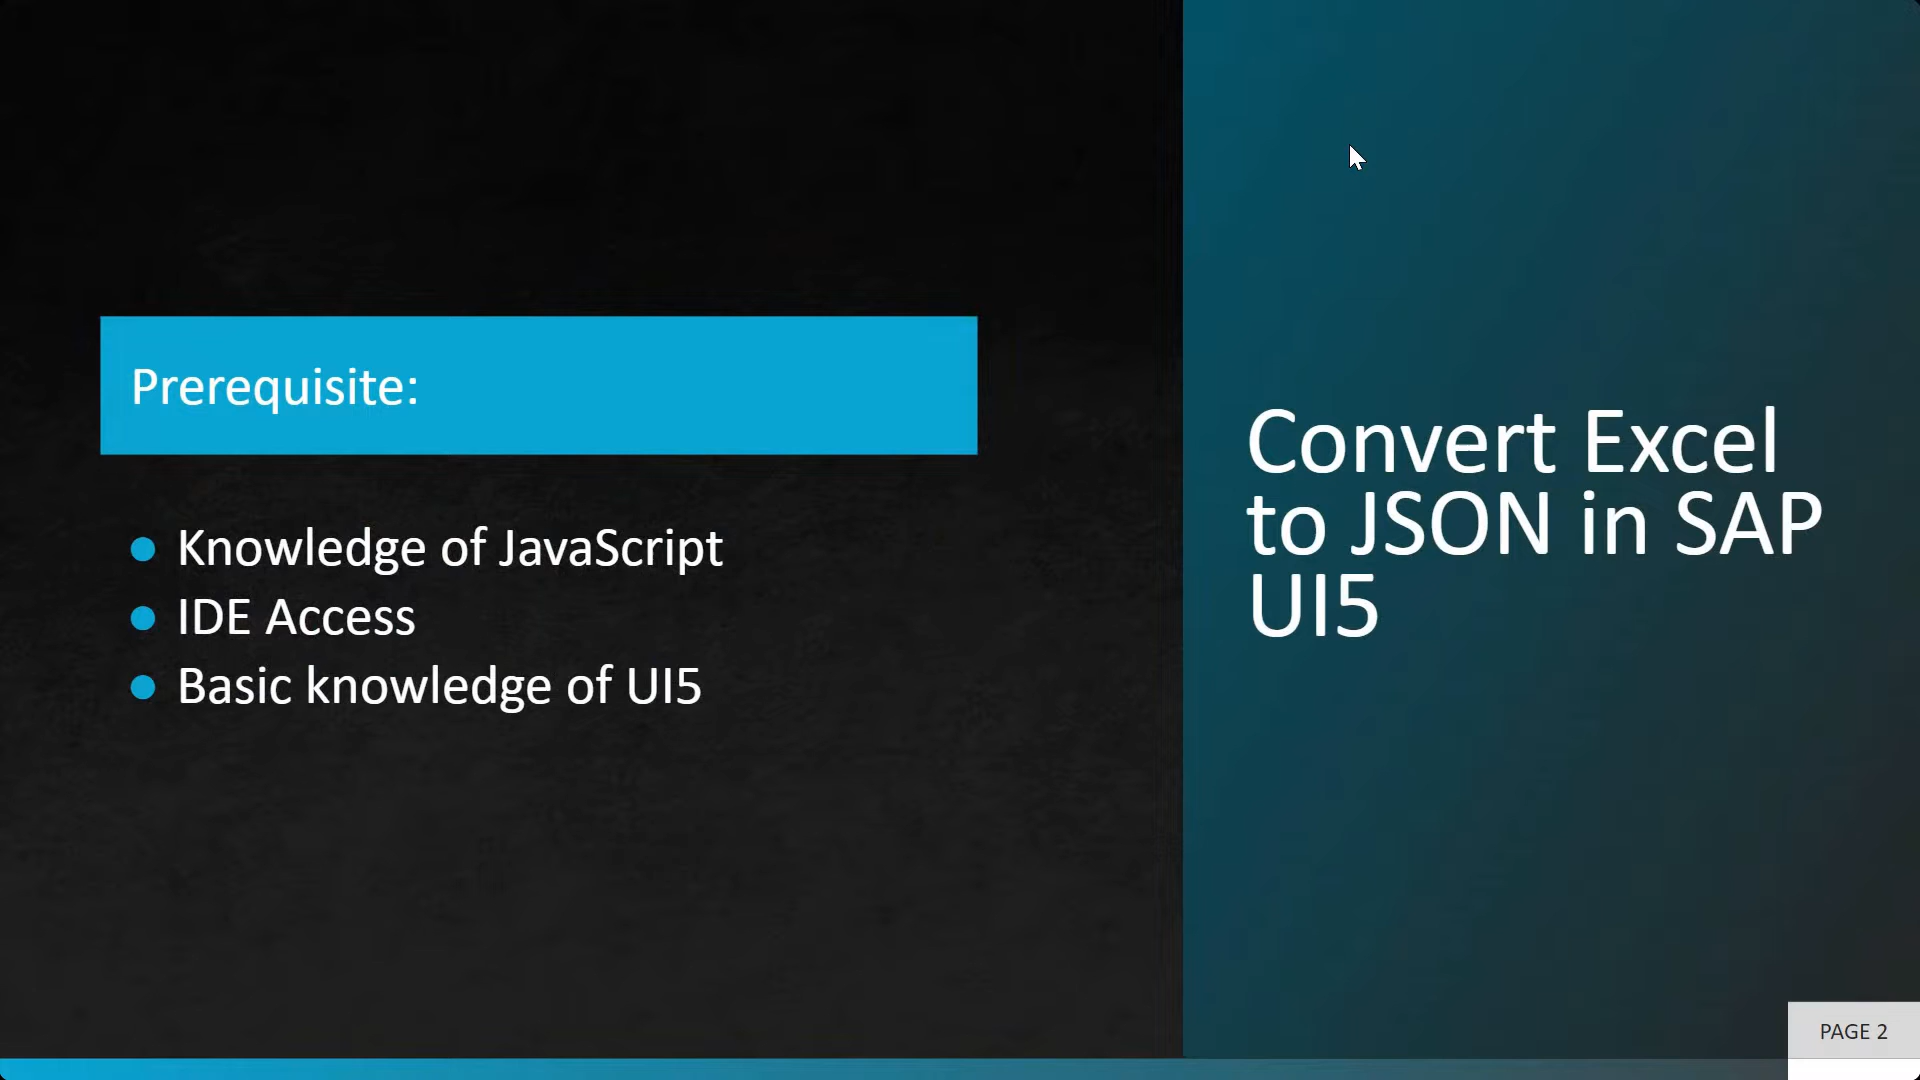 Prerequisite:
Knowledge of JavaScript
IDE Access
Basic knowledge of UI5
Convert Excel
to JSON in SAP
UI5
PAGE 2